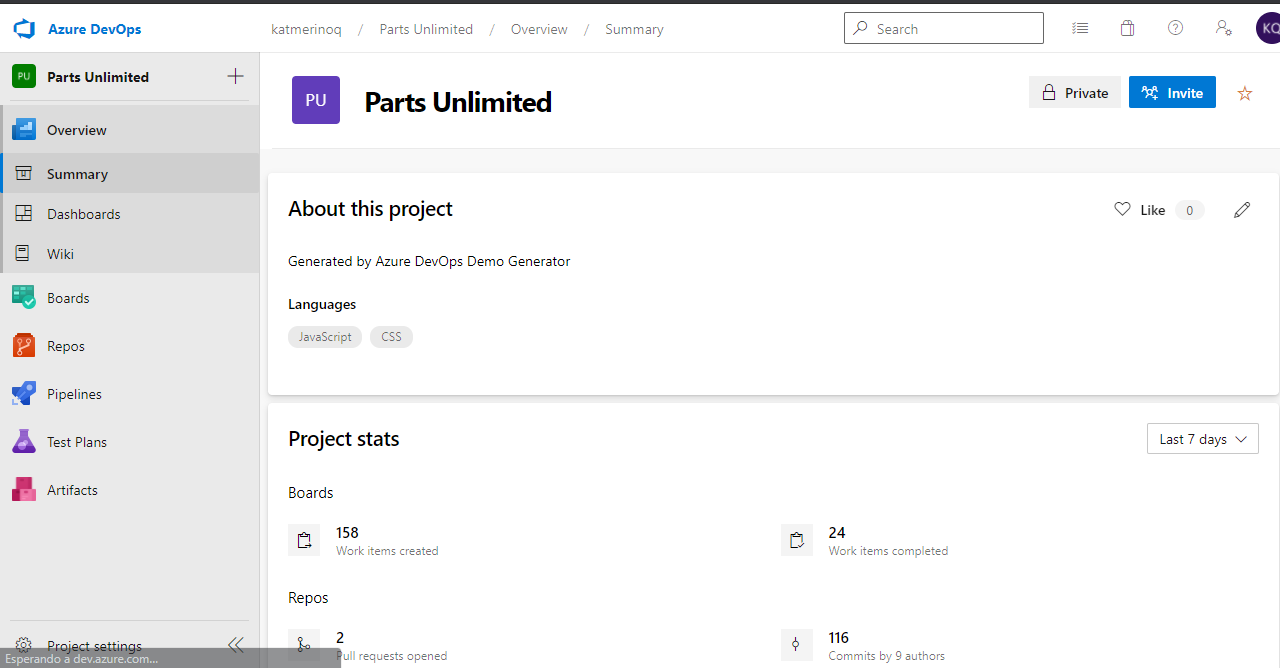 Azure DevOps
katmerinoq / Parts Unlimited / Overview / Summary
Search
KQ
PU Parts Unlimited
Overview
Summary
Dashboards
Wiki
Boards
Repos
Pipelines
Test Plans
Artifacts
Project settings
Esperando a dev.azure.com...
PU Parts Unlimited
Private
Invite
About this project
Like 0
Generated by Azure DevOps Demo Generator
Languages
JavaScript CSS
Project stats
Last 7 days
Boards
158
Work items created
24
Work items completed
Repos
2
Pull requests opened
116
Commits by 9 authors